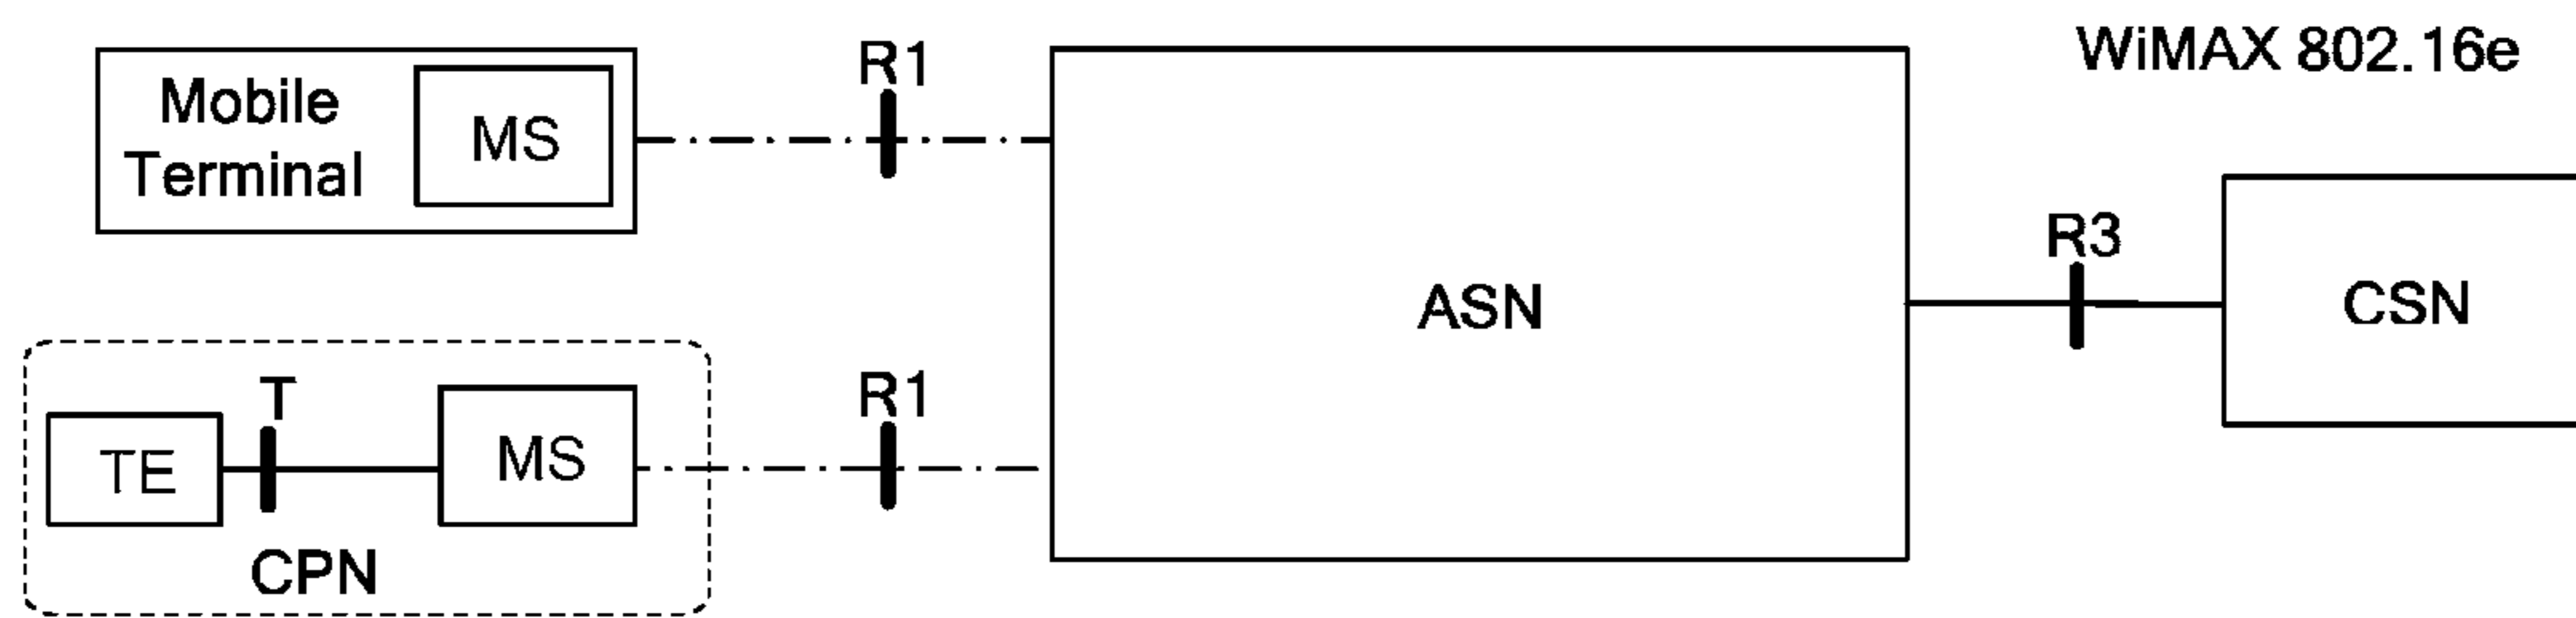 WiMAX 802.16e
Mobile
Terminal
MS
R1
ASN
R3
CSN
TE
T
MS
CPN
R1